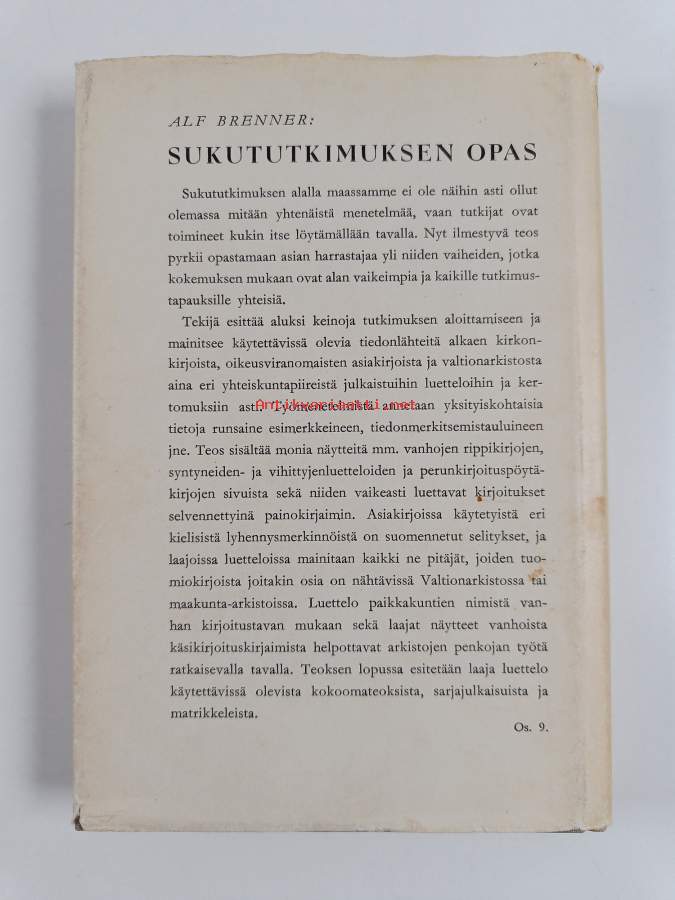 ALF BRENNER:
SUKUTUTKIMUKSEN OPAS
Sukututkimuksen alalla maassamme ei ole näihin asti ollut
olemassa mitään yhtenäistä menetelmää, vaan tutkijat ovat
toimineet kukin itse löytämällään tavalla. Nyt ilmestyvä teos
pyrkii opastamaan asian harrastajaa yli niiden vaiheiden, jotka
kokemuksen mukaan ovat alan vaikeimpia ja kaikille tutkimus-
tapauksille yhteisiä.
Tekijä esittää aluksi keinoja tutkimuksen aloittamiseen ja
mainitsee käytettävissä olevia tiedonlähteitä alkaen kirkon-
kirjoista, oikeusviranomaisten asiakirjoista ja valtionarkistosta
aina eri yhteiskuntapiireistä julkaistuihin luetteloihin ja ker-
tomuksiin asti. Työmenetelmistä annetaan yksityiskohtaisia
Antikvariaatti.net
tietoja runsaine esimerkkeineen, tiedonmerkitsemistauluineen
jne. Teos sisältää monia näytteitä mm. vanhojen rippikirjojen,
syntyneiden- ja vihittyjenluetteloiden ja perunkirjoituspöytä-
kirjojen sivuista sekä niiden vaikeasti luettavat kirjoitukset
selvennettyinä painokirjaimin. Asiakirjoissa käytetyistä eri
kielisistä lyhennysmerkinnöistä on suomennetut selitykset, ja
laajoissa luetteloissa mainitaan kaikki ne pitäjät, joiden tuo-
miokirjoista joitakin osia on nähtävissä Valtionarkistossa tai
maakunta-arkistoissa. Luettelo paikkakuntien nimistä van-
han kirjoitustavan mukaan sekä laajat näytteet vanhoista
käsikirjoituskirjaimista helpottavat arkistojen penkojan työtä
ratkaisevalla tavalla. Teoksen lopussa esitetään laaja luettelo
käytettävissä olevista kokoomateoksista, sarjajulkaisuista ja
matrikkeleista.
Os. 9.